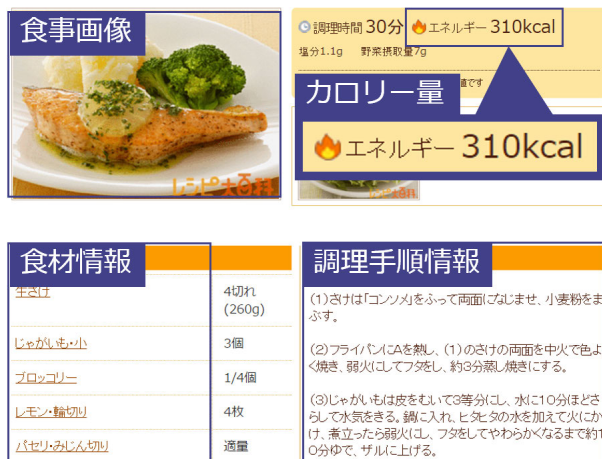 食事画像
レシピ大百科
調理時間 30分 エネルギー 310kcal
塩分1.1g 野菜摂取量7g
値です
カロリー量
エネルギー 310kcal
食材情報
生さけ 4切れ
(260g)
じゃがいも・小 3個
ブロッコリー 1/4個
レモン・輪切り 4枚
パセリ・みじん切り 適量
調理手順情報
(1)さけは「コンソメ」をふって両面になじませ、小麦粉をま
ぶす。
(2)フライパンにAを熱し、(1)のさけの両面を中火で色よ
く焼き、弱火にしてフタをし、約3分蒸し焼きにする。
(3)じゃがいもは皮をむいて3等分にし、水に10分ほどさ
らして水気をきる。鍋に入れ、ヒタヒタの水を加えて火にか
け、煮立ったら弱火にし、フタをしてやわらかくなるまで約1
0分ゆで、ザルに上げる。